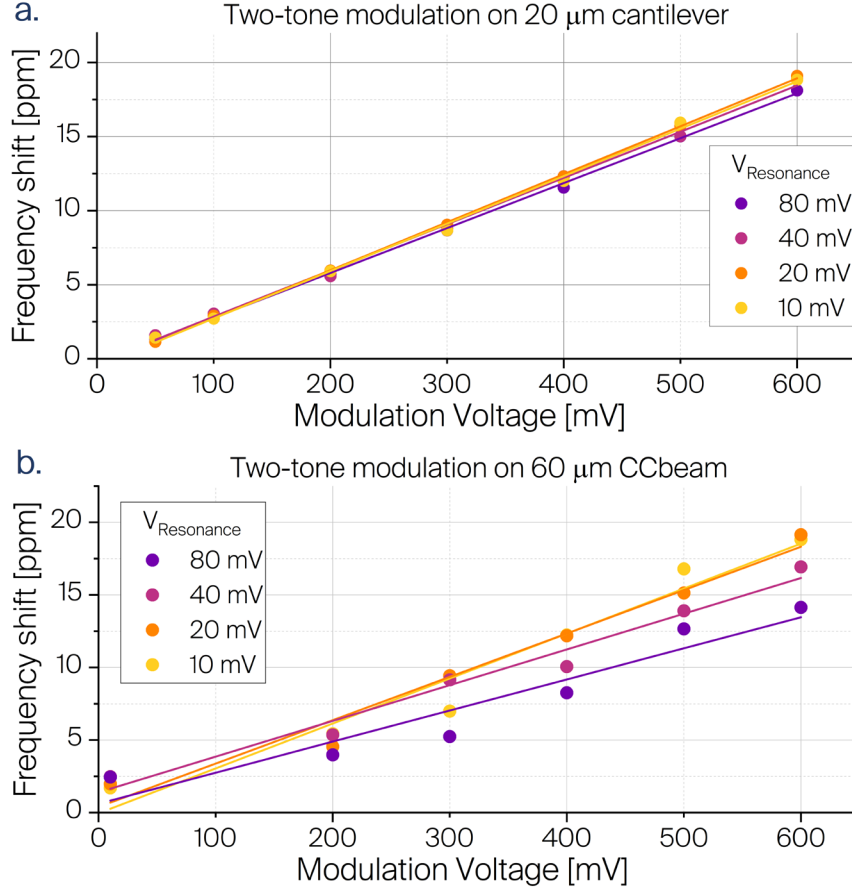 a.
Two-tone modulation on 20 μm cantilever
Frequency shift [ppm]
20
15
10
5
0
V_Resonance
80 mV
40 mV
20 mV
10 mV
0 100 200 300 400 500 600
Modulation Voltage [mV]
b.
Two-tone modulation on 60 μm CCbeam
Frequency shift [ppm]
20
15
10
5
0
V_Resonance
80 mV
40 mV
20 mV
10 mV
0 100 200 300 400 500 600
Modulation Voltage [mV]